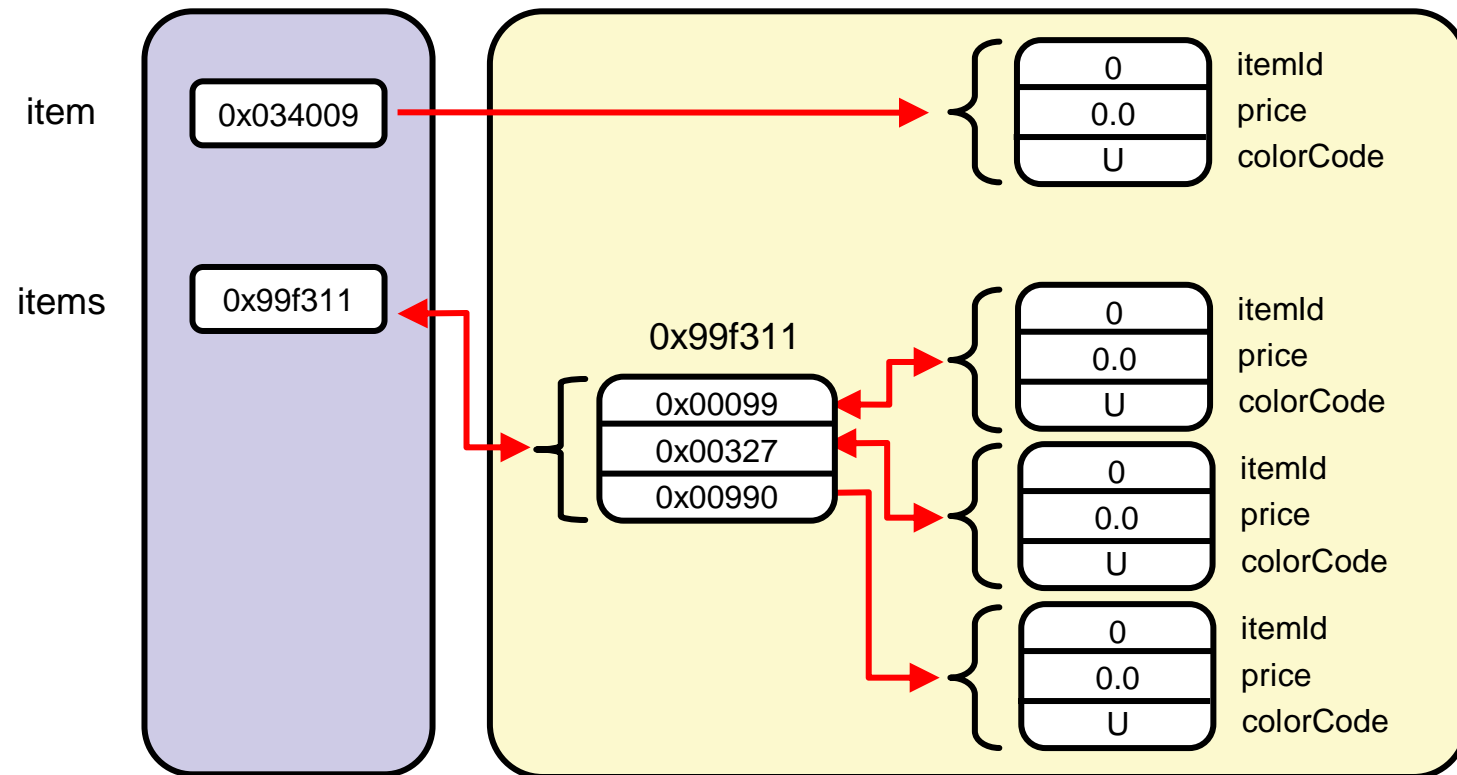 item
0x034009
0 itemId
0.0 price
U colorCode
items
0x99f311
0x99f311
0x00099
0x00327
0x00990
0 itemId
0.0 price
U colorCode
0 itemId
0.0 price
U colorCode
0 itemId
0.0 price
U colorCode